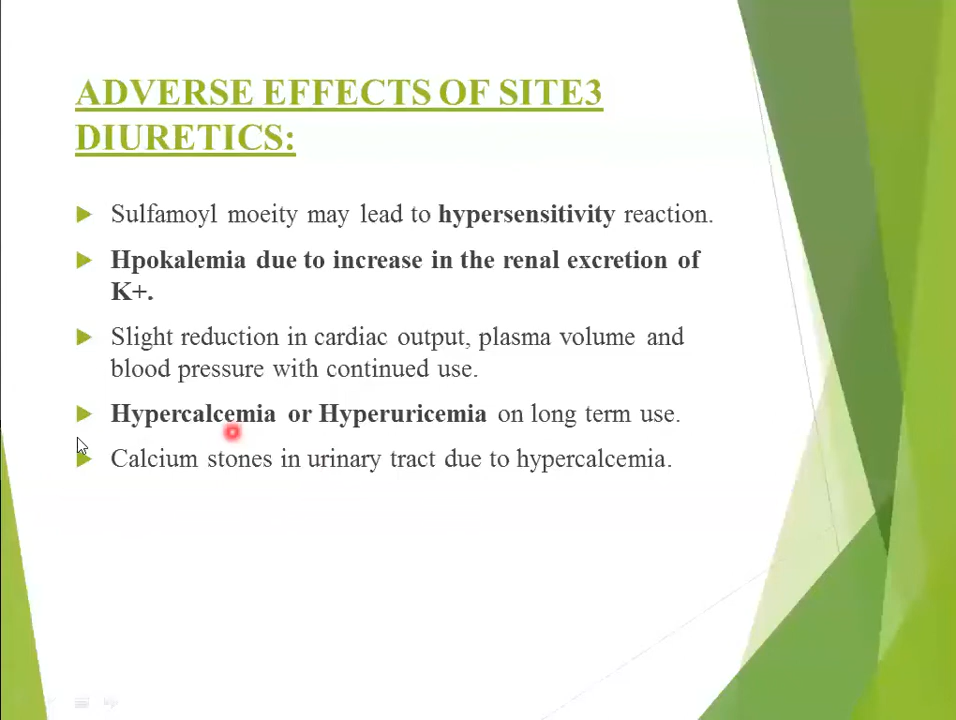 ADVERSE EFFECTS OF SITE3
DIURETICS:
Sulfamoyl moeity may lead to hypersensitivity reaction.
Hpokalemia due to increase in the renal excretion of
K+.
Slight reduction in cardiac output, plasma volume and
blood pressure with continued use.
Hypercalcemia or Hyperuricemia on long term use.
Calcium stones in urinary tract due to hypercalcemia.